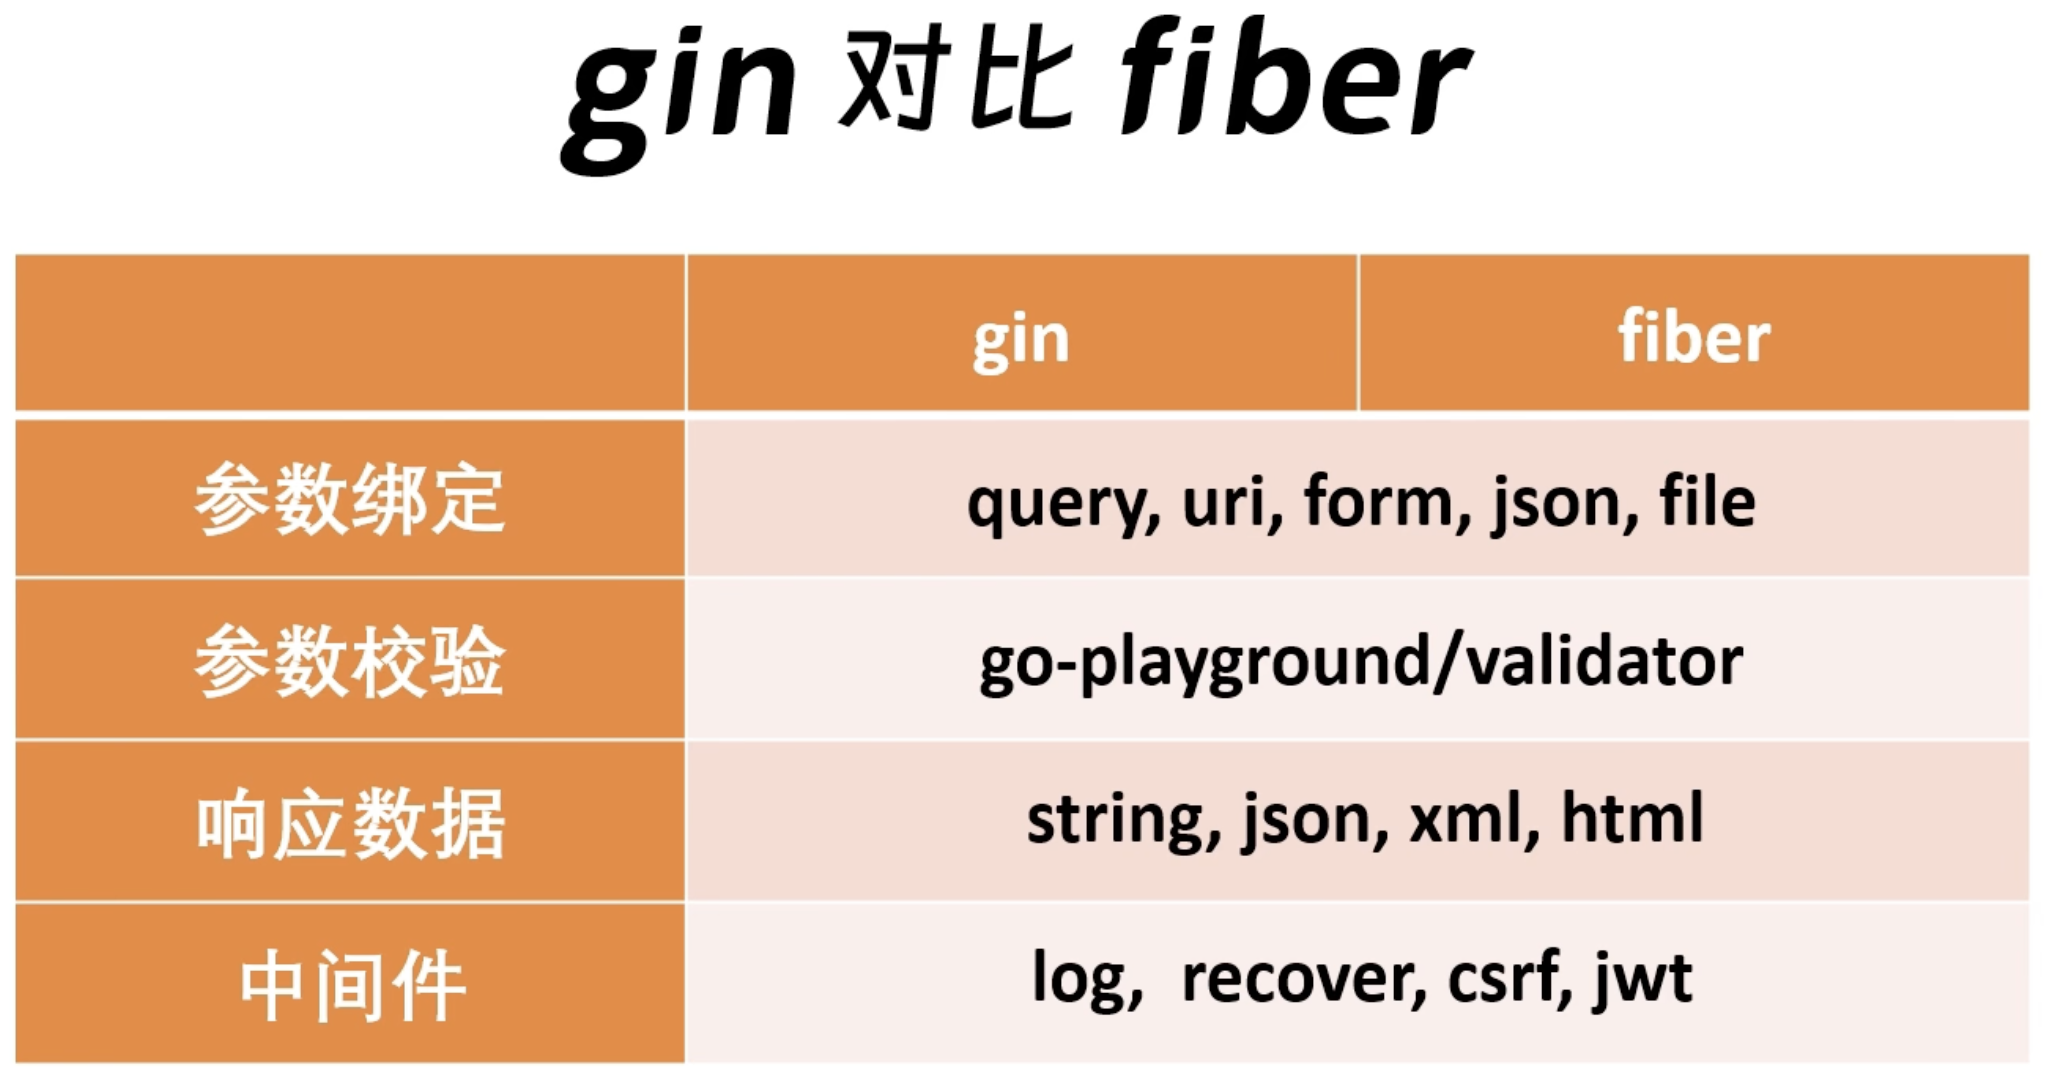 gin 对比 fiber
gin fiber
参数绑定 query, uri, form, json, file
参数校验 go-playground/validator
响应数据 string, json, xml, html
中间件 log, recover, csrf, jwt